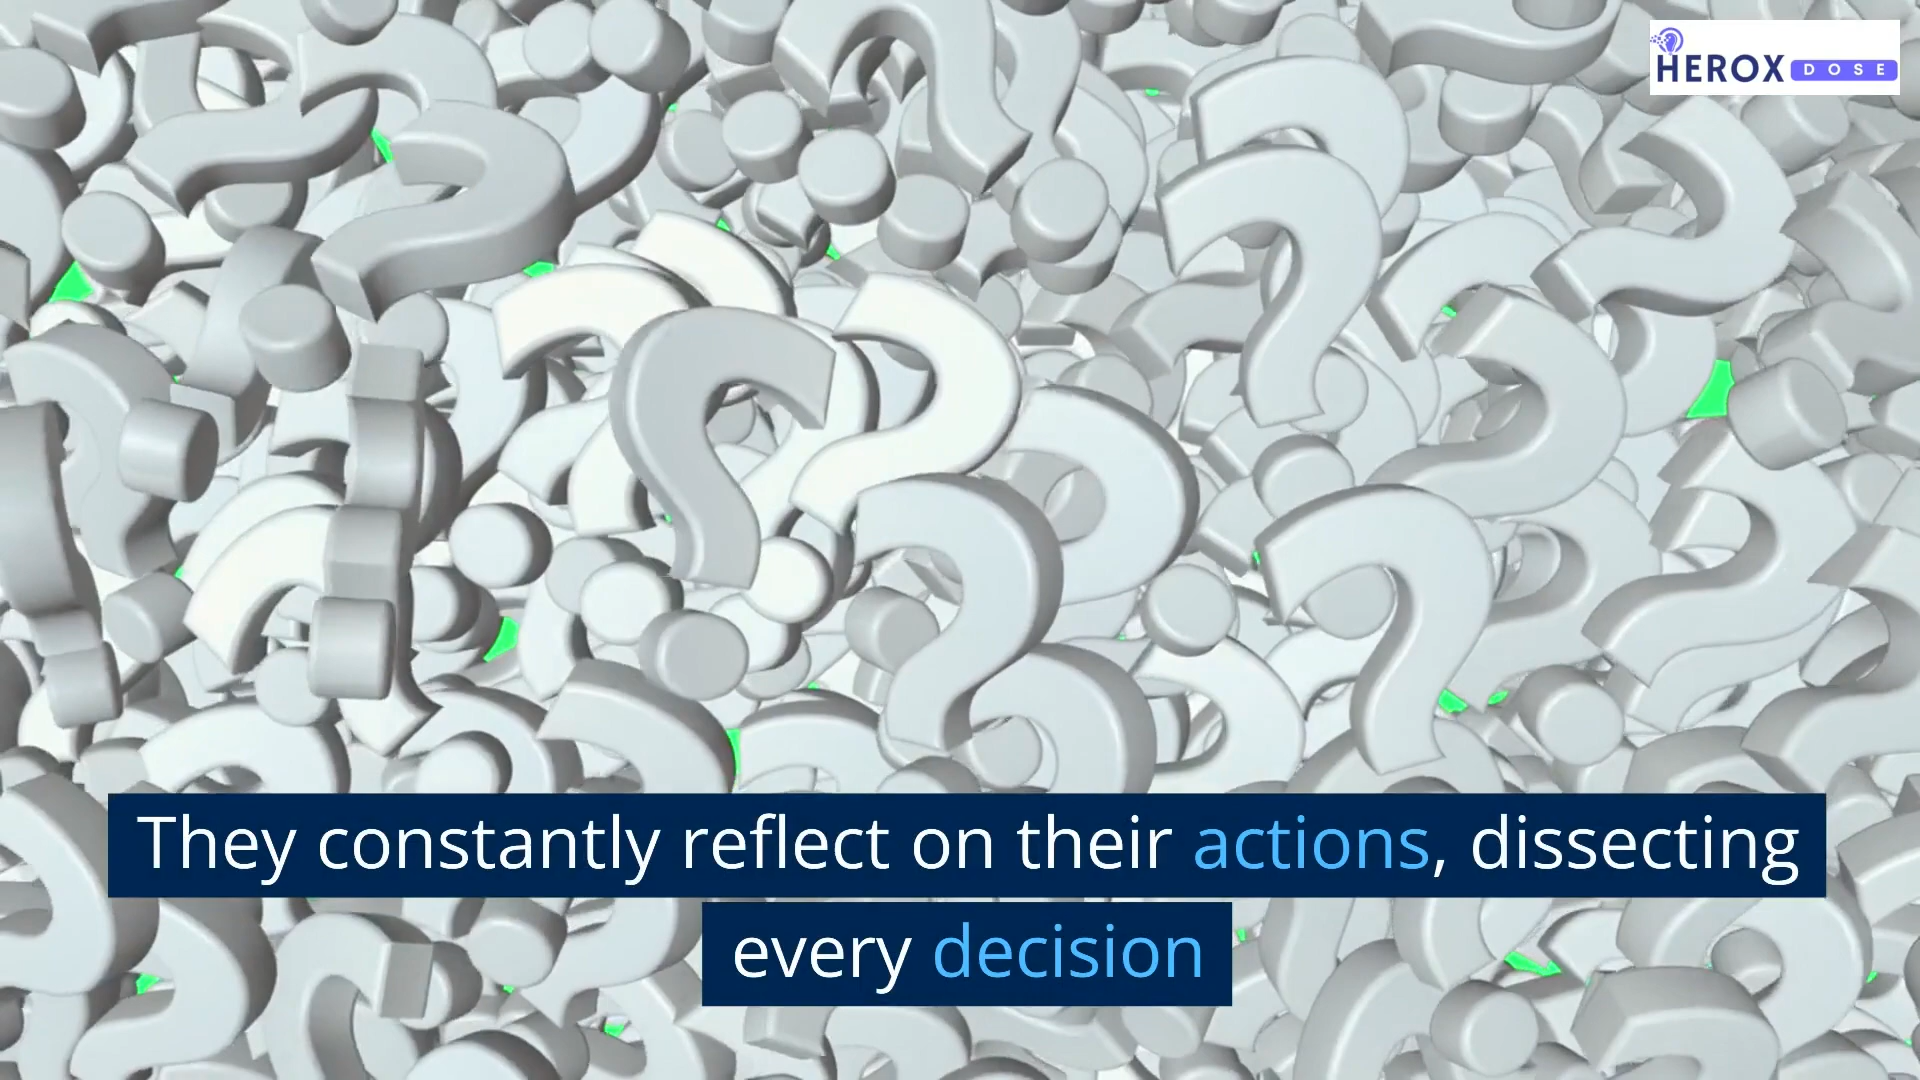 HEROX DOSE
They constantly reflect on their actions, dissecting
every decision